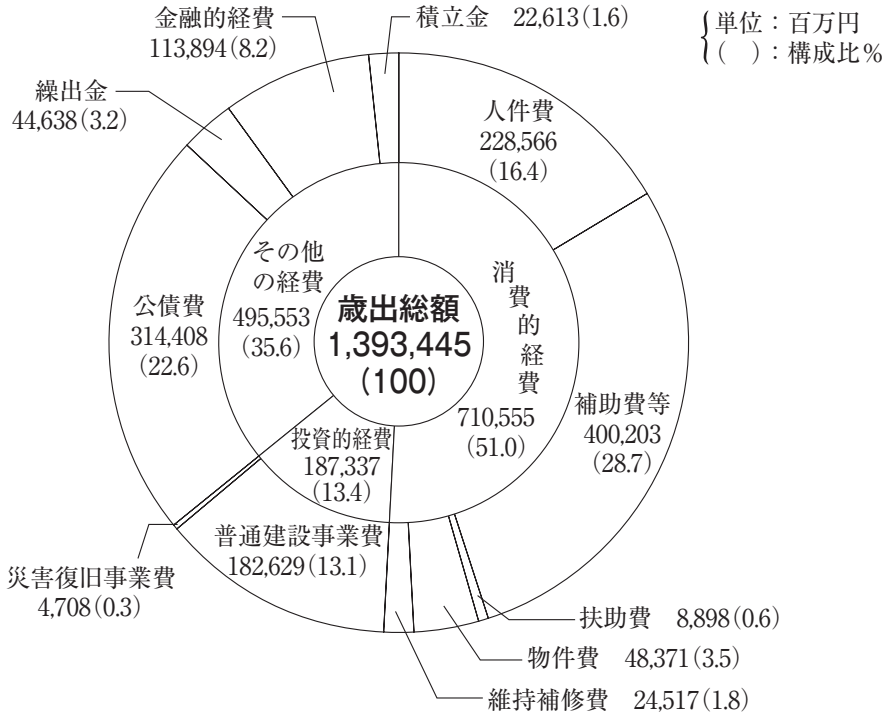 単位：百万円
(　)：構成比%
積立金　22,613(1.6)
金融的経費
113,894(8.2)
繰出金
44,638(3.2)
人件費
228,566
(16.4)
その他
の経費
495,553
(35.6)
消費的経費
710,555
(51.0)
歳出総額
1,393,445
(100)
公債費
314,408
(22.6)
補助費等
400,203
(28.7)
投資的経費
187,337
(13.4)
普通建設事業費
182,629(13.1)
災害復旧事業費
4,708(0.3)
扶助費　8,898(0.6)
物件費　48,371(3.5)
維持補修費　24,517(1.8)